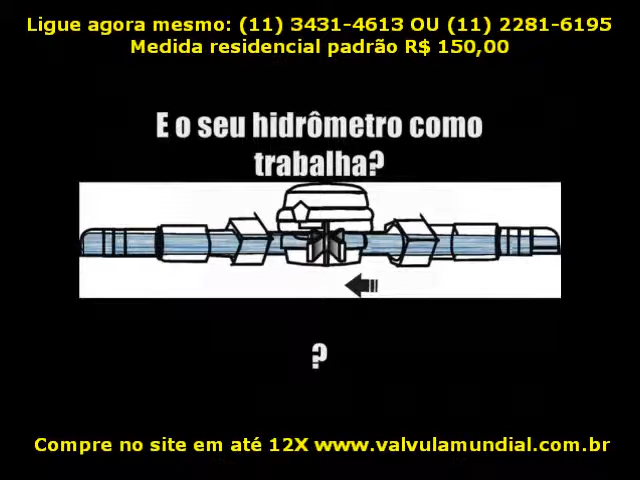 Ligue agora mesmo: (11) 3431-4613 OU (11) 2281-6195
Medida residencial padrão R$ 150,00
E o seu hidrômetro como
trabalha?
?
Compre no site em até 12X www.valvulamundial.com.br